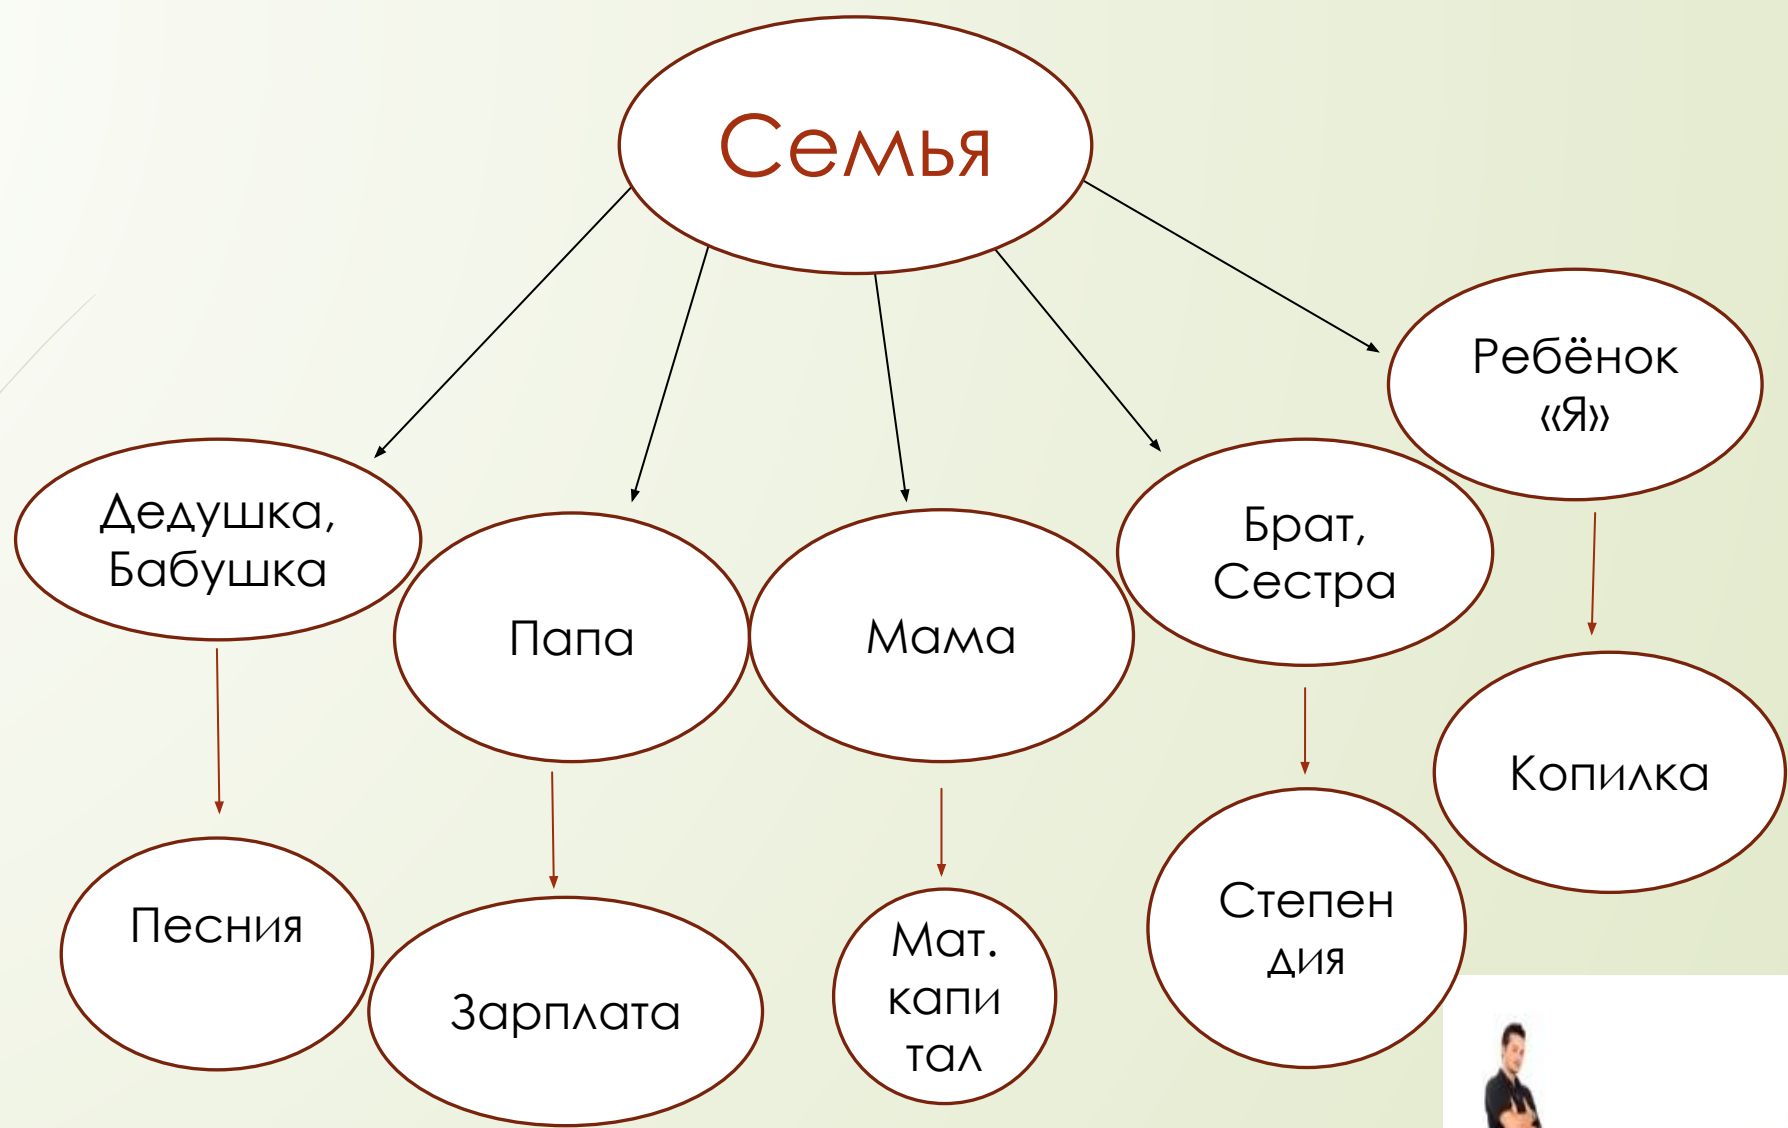 Семья
Ребёнок
«Я»
Дедушка,
Бабушка
Брат,
Сестра
Папа
Мама
Копилка
Песния
Зарплата
Мат.
капи
тал
Степен
дия